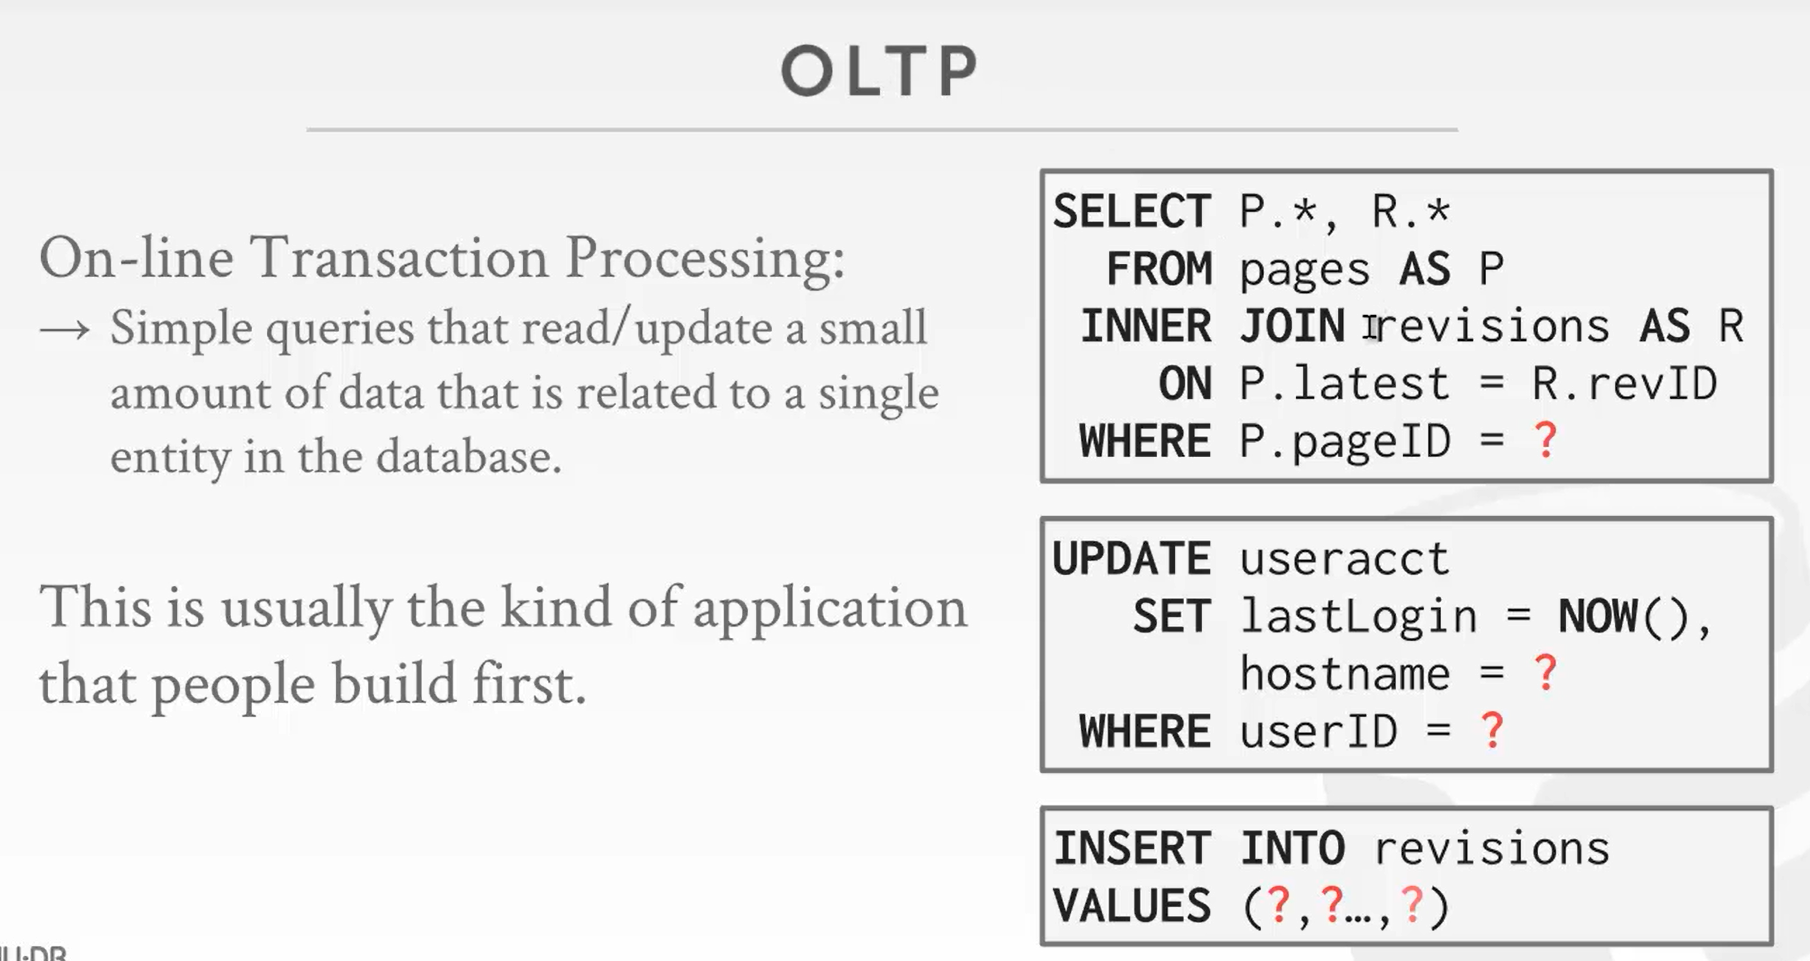 OLTP
On-line Transaction Processing:
→ Simple queries that read/update a small
amount of data that is related to a single
entity in the database.
This is usually the kind of application
that people build first.
SELECT P.*, R.*
FROM pages AS P
INNER JOIN revisions AS R
ON P.latest = R.revID
WHERE P.pageID = ?
UPDATE useracct
SET lastLogin = NOW(),
hostname = ?
WHERE userID = ?
INSERT INTO revisions
VALUES (?,?…,?)